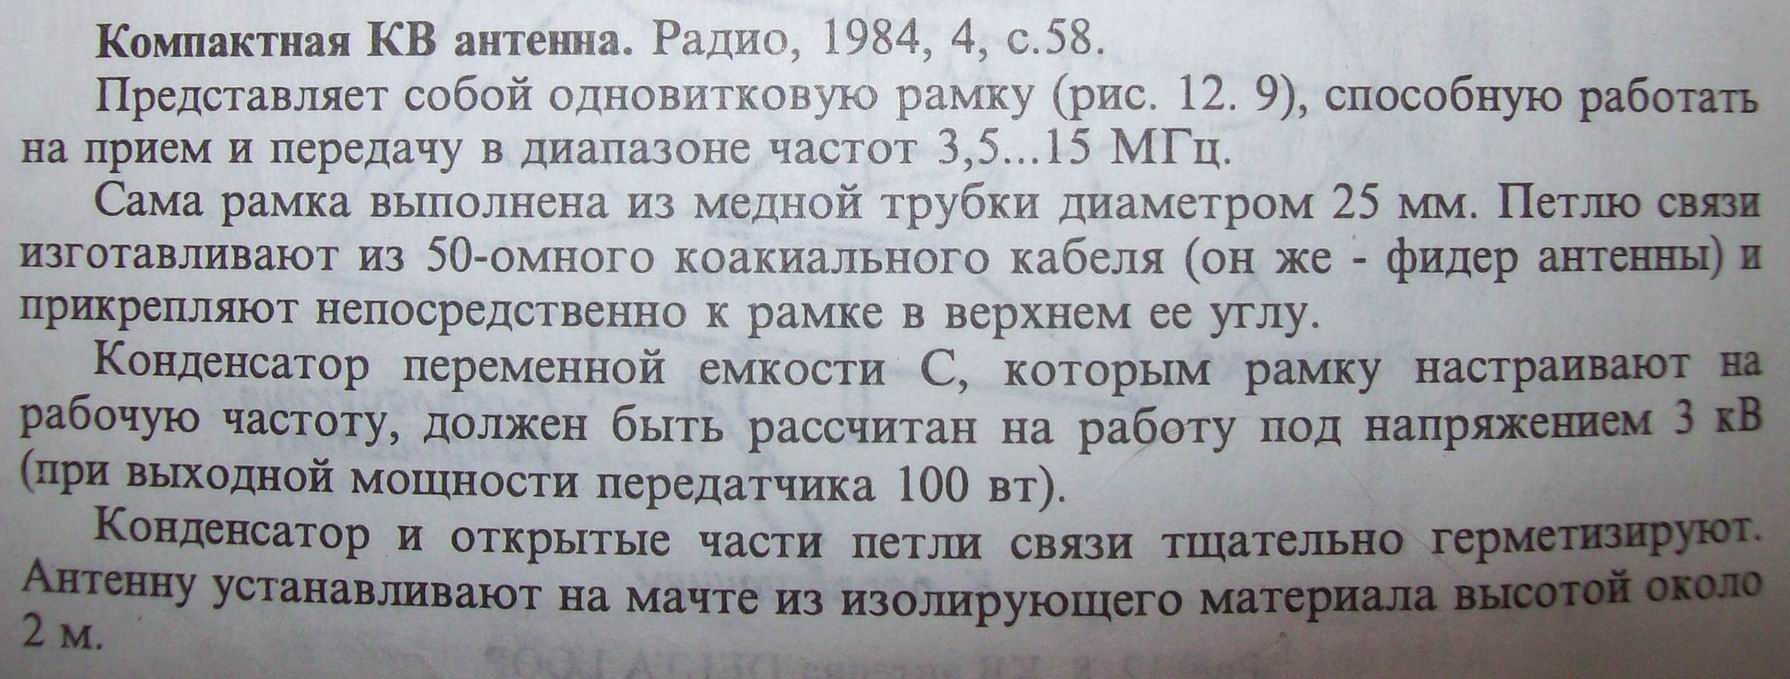 Компактная КВ антенна. Радио, 1984, 4, с.58.
Представляет собой одновитковую рамку (рис. 12. 9), способную работать
на прием и передачу в диапазоне частот 3,5...15 МГц.
Сама рамка выполнена из медной трубки диаметром 25 мм. Петлю связи
изготавливают из 50-омного коакиального кабеля (он же - фидер антенны) и
прикрепляют непосредственно к рамке в верхнем ее углу.
Конденсатор переменной емкости С, которым рамку настраивают на
рабочую частоту, должен быть рассчитан на работу под напряжением 3 кВ
(при выходной мощности передатчика 100 вт).
Конденсатор и открытые части петли связи тщательно герметизируют.
Антенну устанавливают на мачте из изолирующего материала высотой около
2 м.